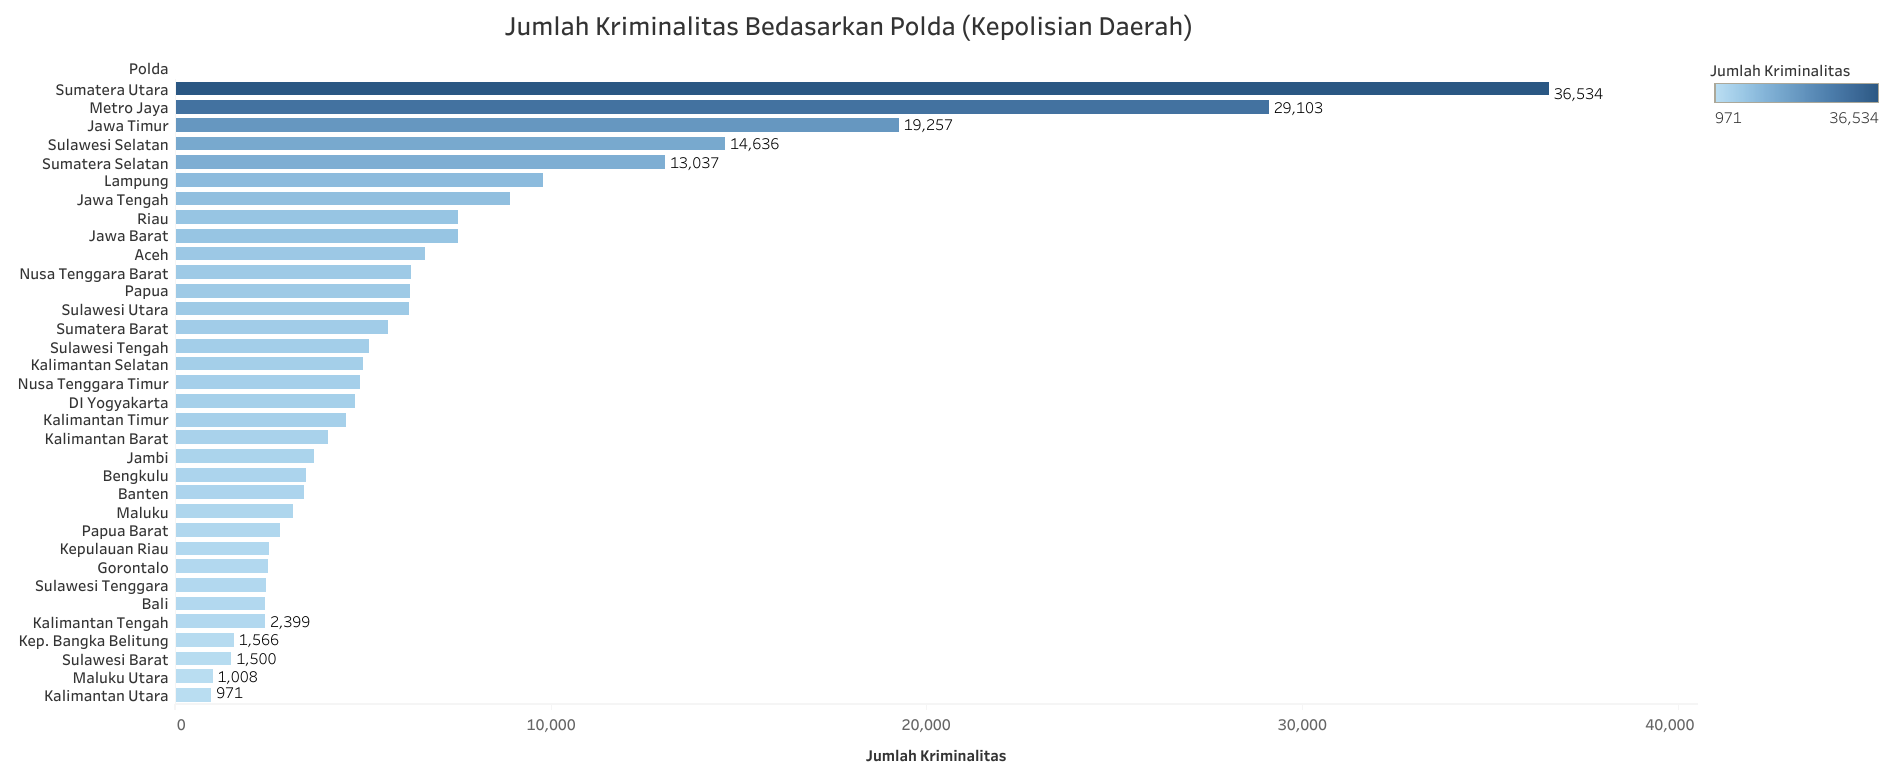 Jumlah Kriminalitas Bedasarkan Polda (Kepolisian Daerah)
Polda
Sumatera Utara 36,534
Metro Jaya 29,103
Jawa Timur 19,257
Sulawesi Selatan 14,636
Sumatera Selatan 13,037
Lampung
Jawa Tengah
Riau
Jawa Barat
Aceh
Nusa Tenggara Barat
Papua
Sulawesi Utara
Sumatera Barat
Sulawesi Tengah
Kalimantan Selatan
Nusa Tenggara Timur
DI Yogyakarta
Kalimantan Timur
Kalimantan Barat
Jambi
Bengkulu
Banten
Maluku
Papua Barat
Kepulauan Riau
Gorontalo
Sulawesi Tenggara
Bali
Kalimantan Tengah 2,399
Kep. Bangka Belitung 1,566
Sulawesi Barat 1,500
Maluku Utara 1,008
Kalimantan Utara 971
0 10,000 20,000 30,000 40,000
Jumlah Kriminalitas
Jumlah Kriminalitas
971 36,534